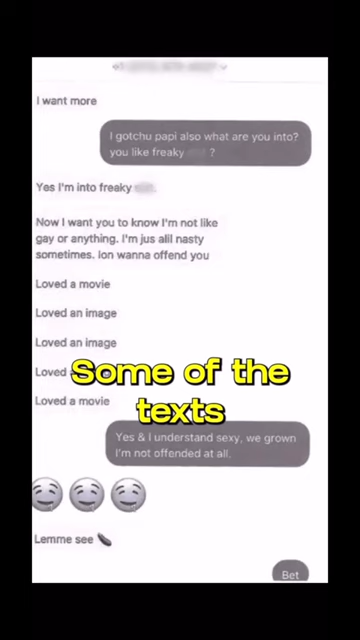 I want more
I gotchu papi also what are you into?
you like freaky ?
Yes I'm into freaky
Now I want you to know I'm not like
gay or anything. I'm jus alil nasty
sometimes. Ion wanna offend you
Loved a movie
Loved an image
Loved an image
Loved
Some of the
texts
Loved a movie
Yes & I understand sexy, we grown
I'm not offended at all.
Lemme see 🍆
Bet